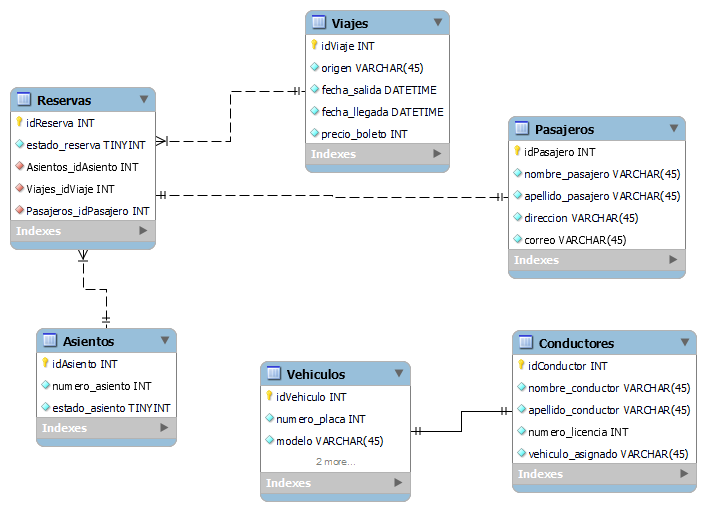 Viajes
idViaje INT
origen VARCHAR(45)
fecha_salida DATETIME
fecha_llegada DATETIME
precio_boleto INT
Indexes
Reservas
idReserva INT
estado_reserva TINYINT
Asientos_idAsiento INT
Viajes_idViaje INT
Pasajeros_idPasajero INT
Indexes
Pasajeros
idPasajero INT
nombre_pasajero VARCHAR(45)
apellido_pasajero VARCHAR(45)
direccion VARCHAR(45)
correo VARCHAR(45)
Indexes
Asientos
idAsiento INT
numero_asiento INT
estado_asiento TINYINT
Indexes
Vehiculos
idVehiculo INT
numero_placa INT
modelo VARCHAR(45)
2 more...
Indexes
Conductores
idConductor INT
nombre_conductor VARCHAR(45)
apellido_conductor VARCHAR(45)
numero_licencia INT
vehiculo_asignado VARCHAR(45)
Indexes